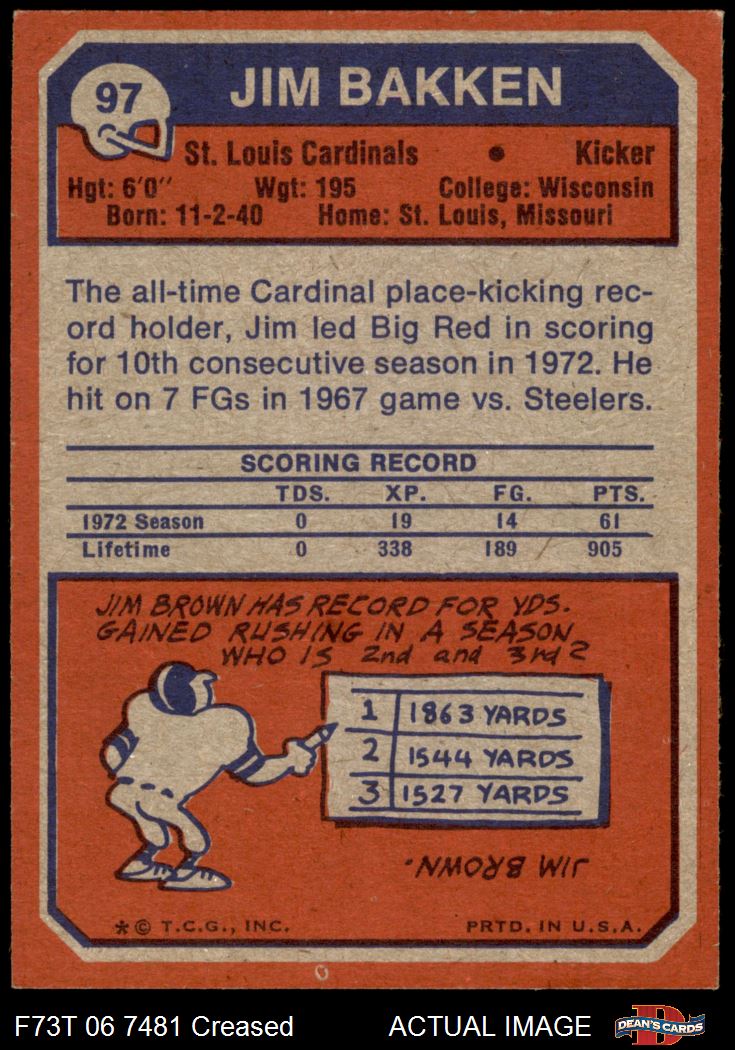 97
JIM BAKKEN
St. Louis Cardinals • Kicker
Hgt: 6'0" Wgt: 195 College: Wisconsin
Born: 11-2-40 Home: St. Louis, Missouri
The all-time Cardinal place-kicking rec-
ord holder, Jim led Big Red in scoring
for 10th consecutive season in 1972. He
hit on 7 FGs in 1967 game vs. Steelers.
SCORING RECORD
TDS. XP. FG. PTS.
1972 Season 0 19 14 61
Lifetime 0 338 189 905
JIM BROWN HAS RECORD FOR YDS.
GAINED RUSHING IN A SEASON.
WHO IS 2nd and 3rd?
1 1863 YARDS
2 1544 YARDS
3 1527 YARDS
JIM BROWN.
*© T.C.G., INC. PRTD. IN U.S.A.
F73T 06 7481 Creased ACTUAL IMAGE
D
DEAN'S CARDS